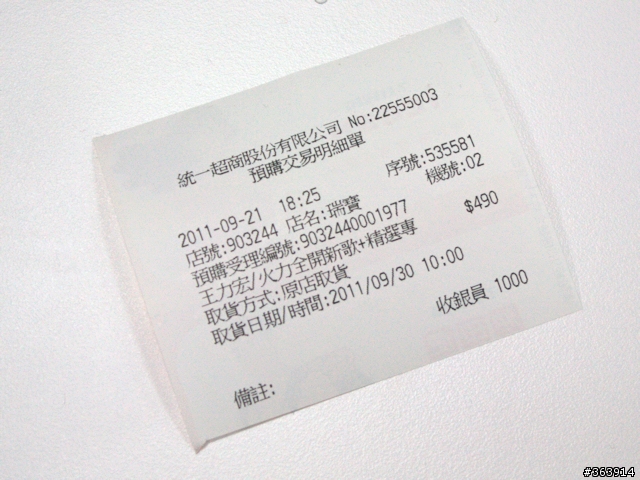 統一超商股份有限公司 No:22555003
預購交易明細單
序號:535581
2011-09-21 18:25 機號:02
店號:903244 店名:瑞寶
預購受理編號:9032440001977
王力宏/火力全開新歌+精選專 $490
取貨方式:原店取貨
取貨日期/時間:2011/09/30 10:00
收銀員 1000
備註:
#363914